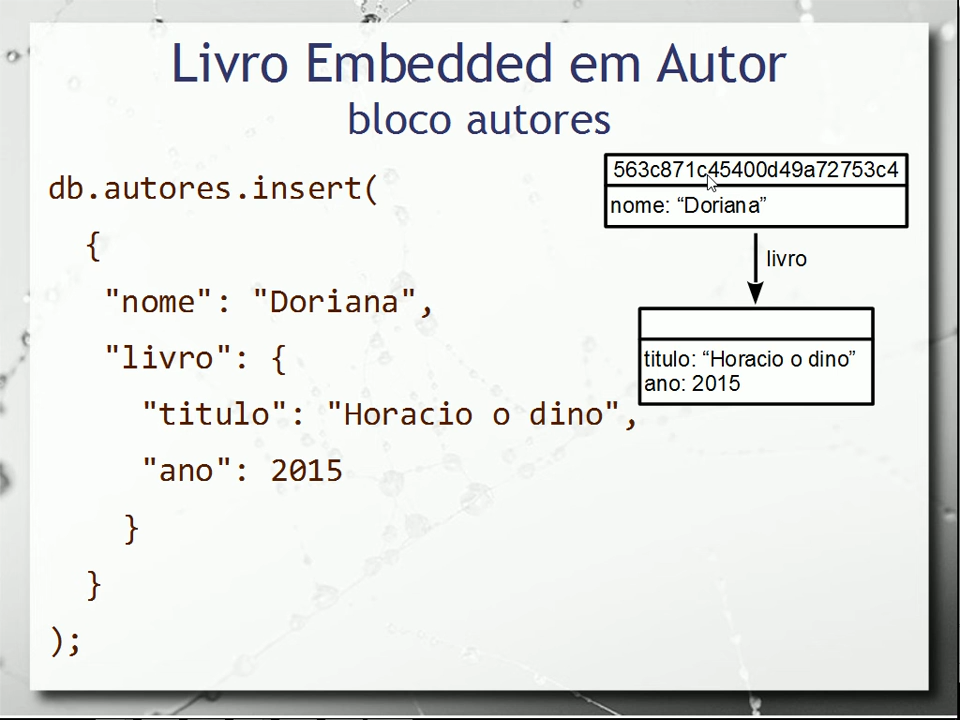 Livro Embedded em Autor
bloco autores
db.autores.insert(
{
"nome": "Doriana",
"livro": {
"titulo": "Horacio o dino",
"ano": 2015
}
}
);
563c871c45400d49a72753c4
nome: “Doriana”
livro
titulo: “Horacio o dino”
ano: 2015